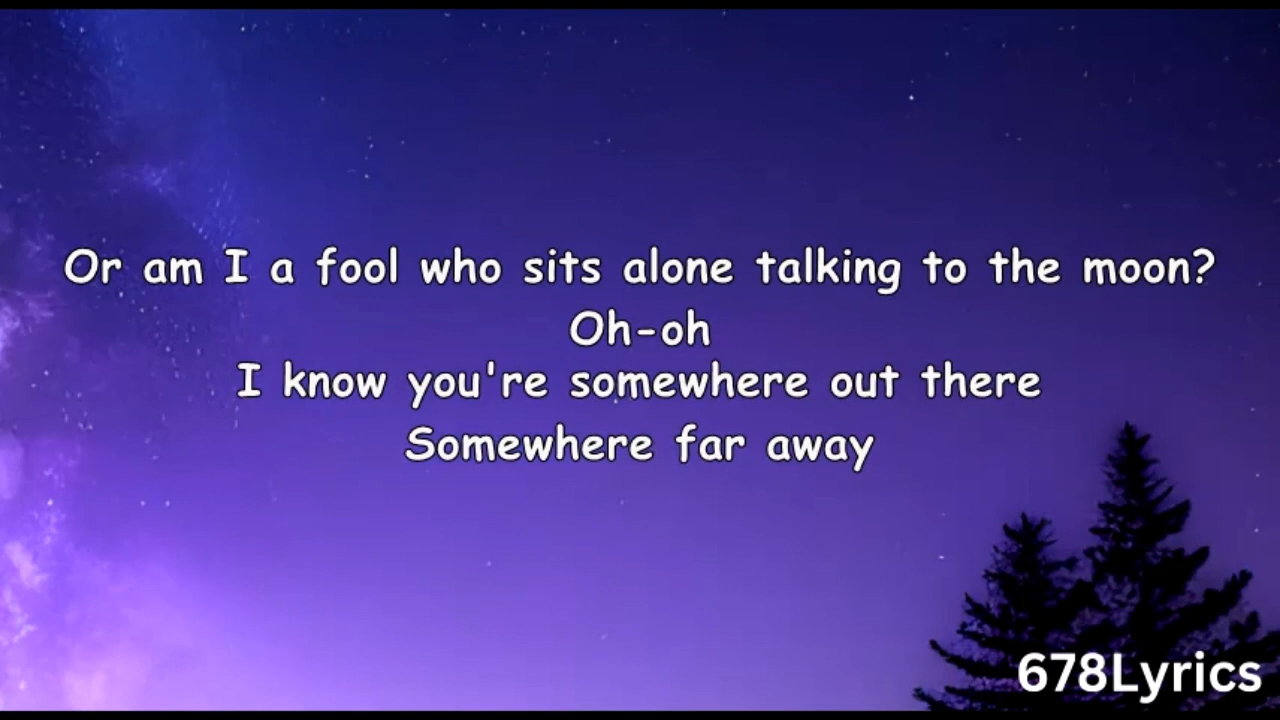 Or am I a fool who sits alone talking to the moon?
Oh-oh
I know you're somewhere out there
Somewhere far away
678Lyrics